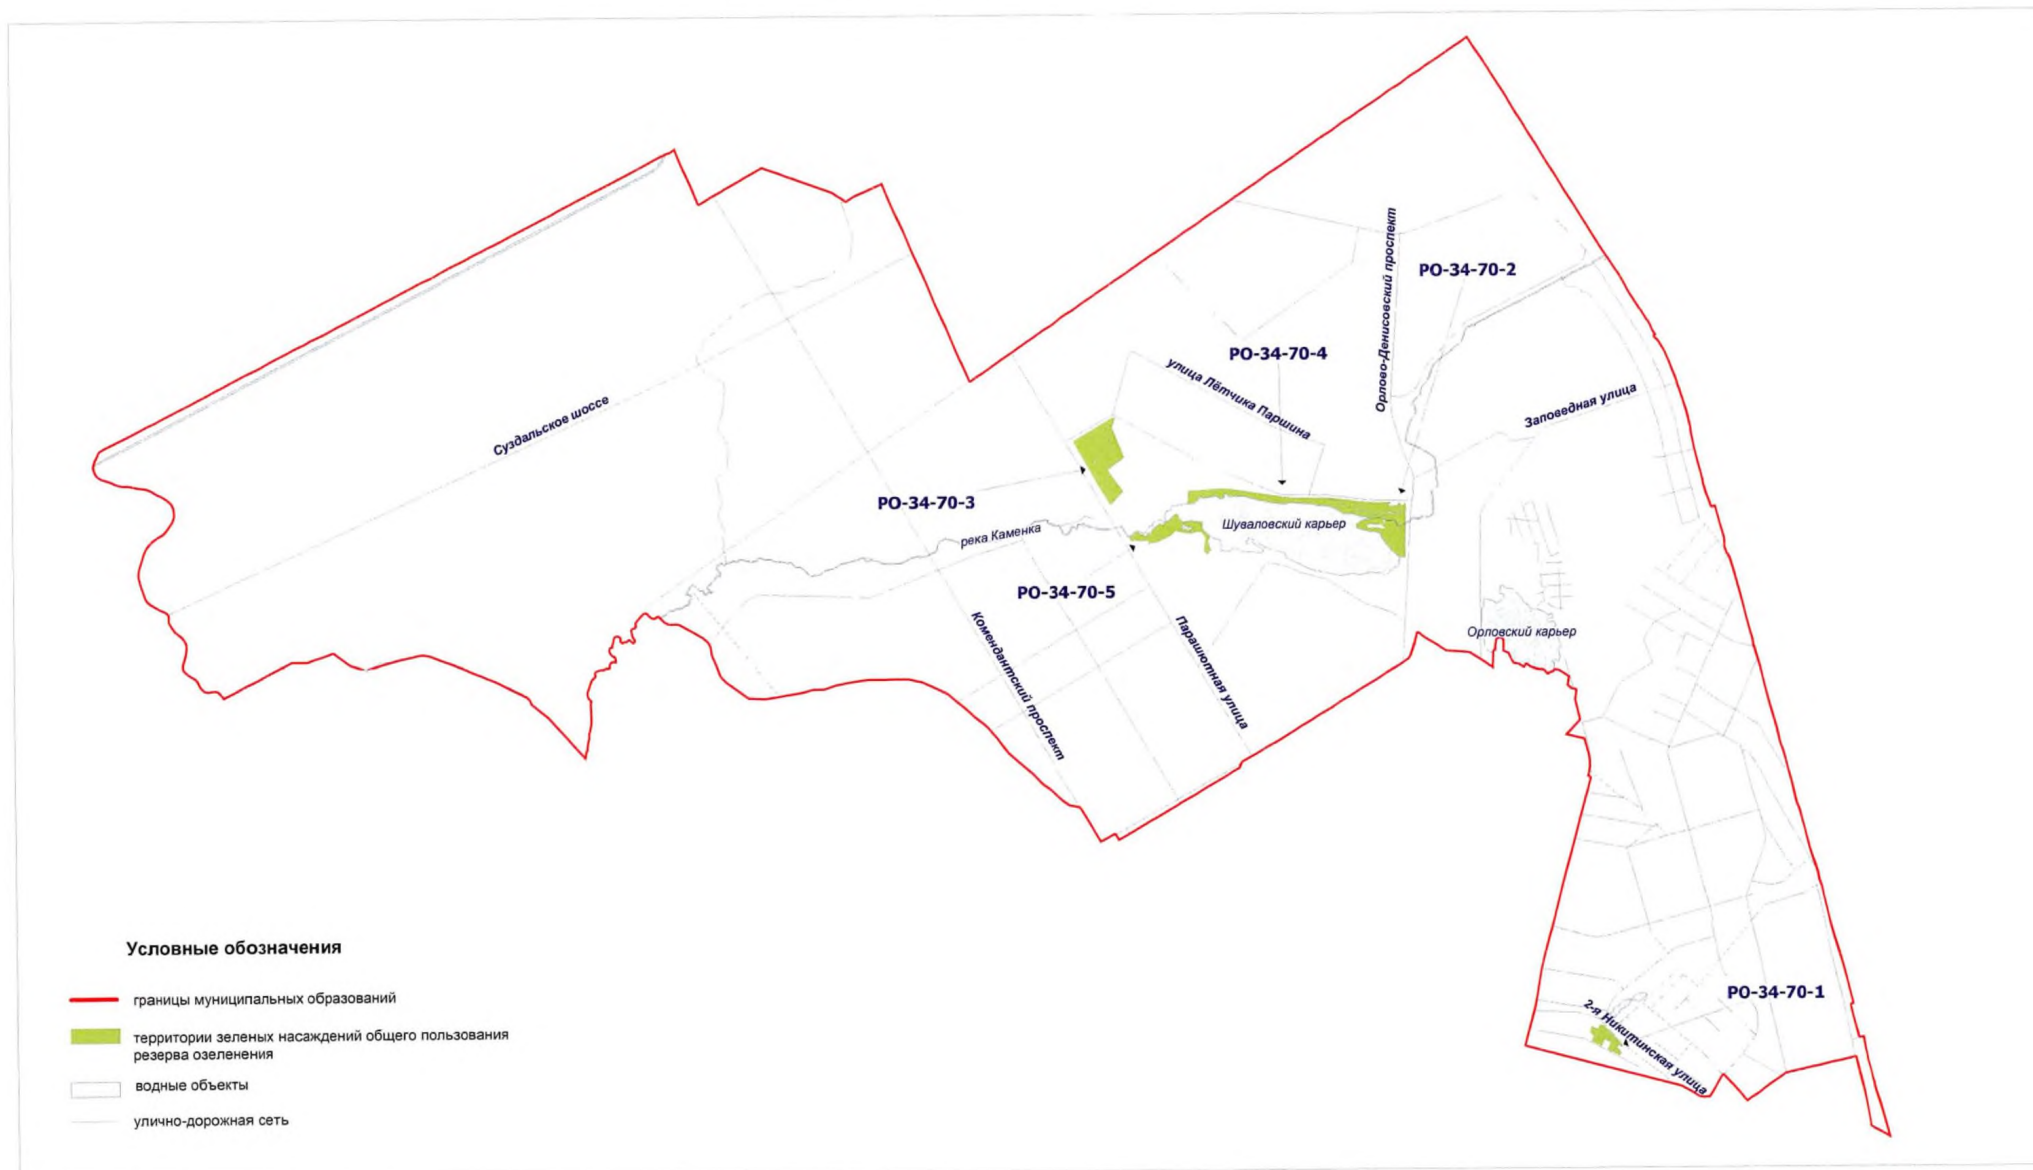 РО-34-70-2
Орлово-Денисовский проспект
РО-34-70-4
улица Лётчика Паршина
Заповедная улица
Суздальское шоссе
РО-34-70-3
Шуваловский карьер
река Каменка
РО-34-70-5
Орловский карьер
Комендантский проспект
Парашютная улица
РО-34-70-1
2-я Никитинская улица
Условные обозначения
границы муниципальных образований
территории зеленых насаждений общего пользования
резерва озеленения
водные объекты
улично-дорожная сеть